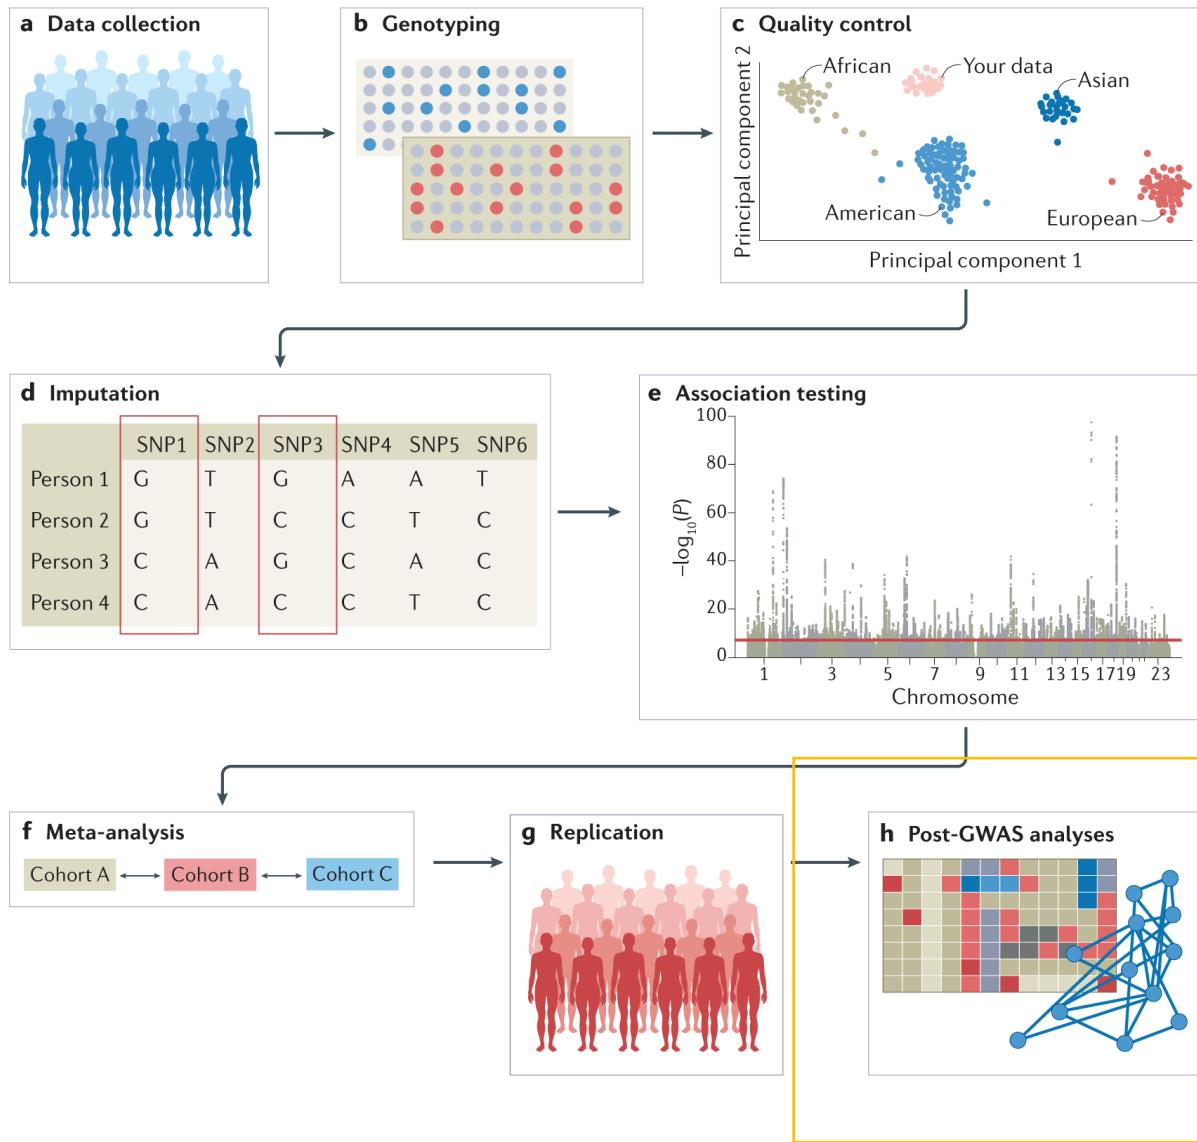 a Data collection
b Genotyping
c Quality control
Principal component 2
African
Your data
Asian
American
European
Principal component 1
d Imputation
SNP1 SNP2 SNP3 SNP4 SNP5 SNP6
Person 1 G T G A A T
Person 2 G T C C T C
Person 3 C A G C A C
Person 4 C A C C T C
e Association testing
–log10(P)
100
80
60
40
20
0
1 3 5 7 9 11 13 15 17 19 23
Chromosome
f Meta-analysis
Cohort A Cohort B Cohort C
g Replication
h Post-GWAS analyses